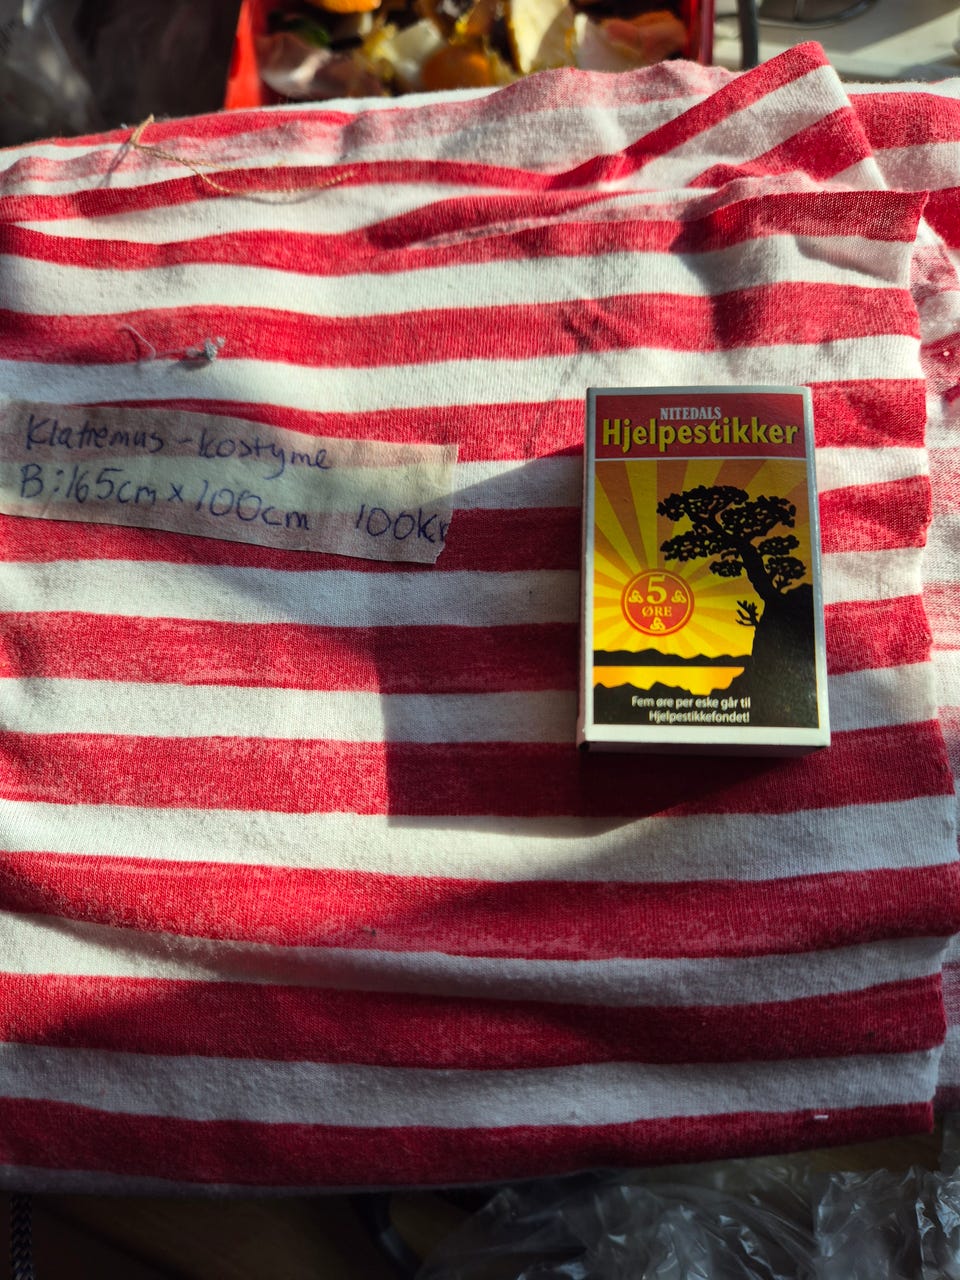 Klatremus - kostyme
B: 165cm x 100cm 100kr
NITEDALS
Hjelpestikker
5
ØRE
Fem øre per eske går til
Hjelpestikkefondet!